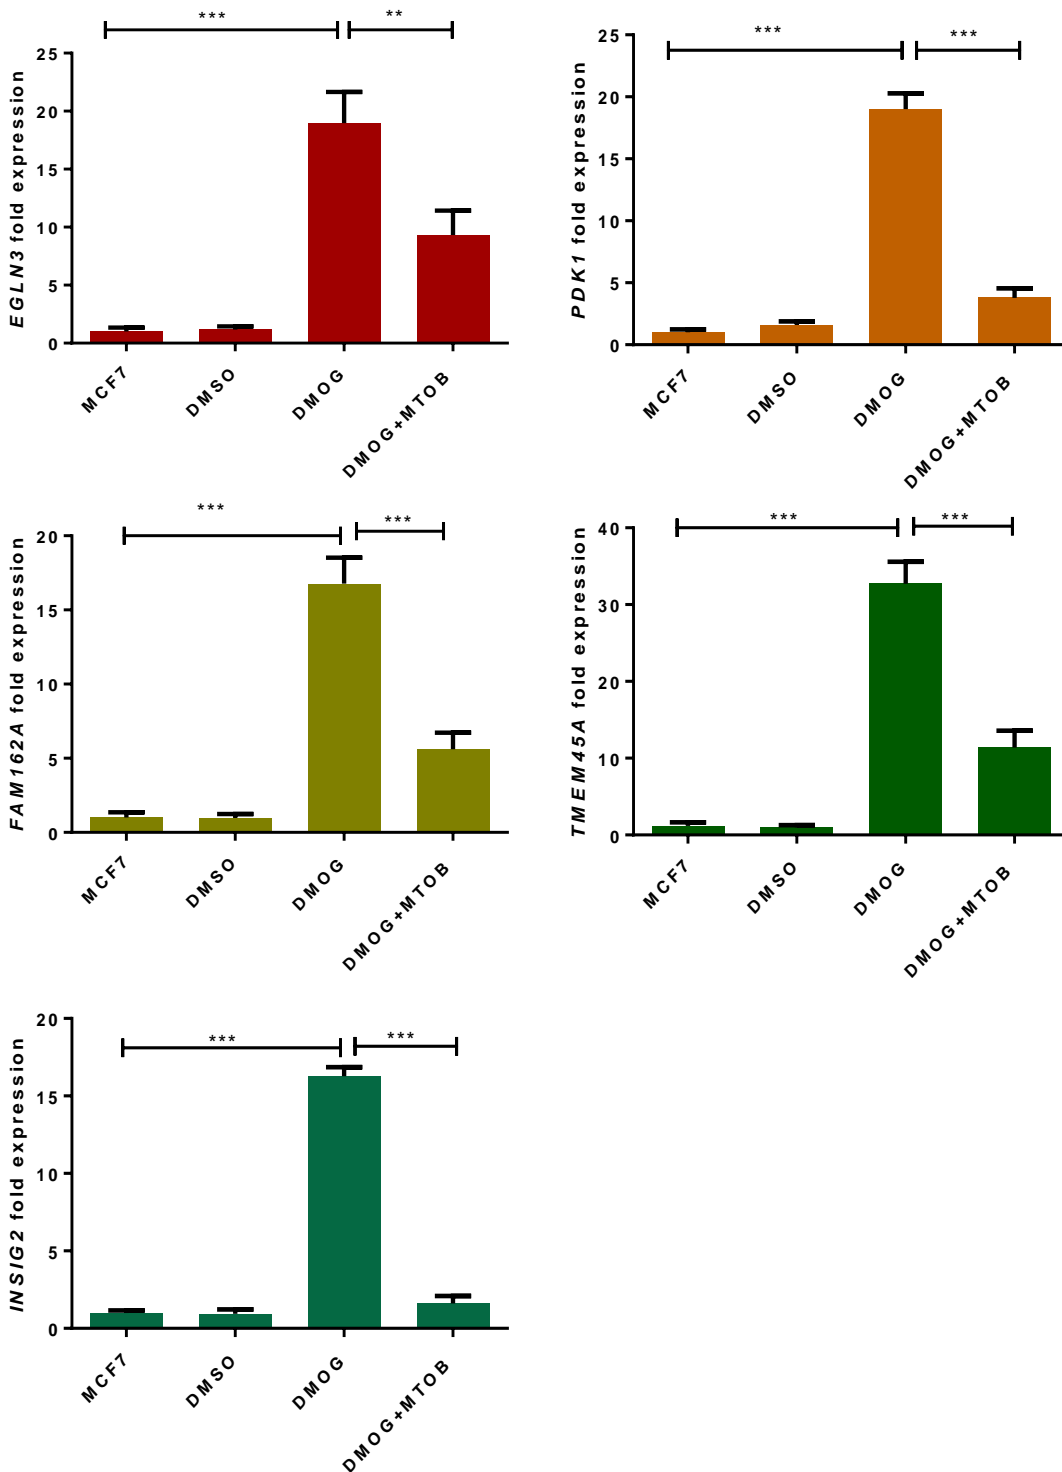 *** **
EGLN3 fold expression
25
20
15
10
5
0
MCF7
DMSO
DMOG
DMOG+MTOB
*** ***
PDK1 fold expression
25
20
15
10
5
0
MCF7
DMSO
DMOG
DMOG+MTOB
*** ***
FAM162A fold expression
20
15
10
5
0
MCF7
DMSO
DMOG
DMOG+MTOB
*** ***
TMEM45A fold expression
40
30
20
10
0
MCF7
DMSO
DMOG
DMOG+MTOB
*** ***
INSIG2 fold expression
20
15
10
5
0
MCF7
DMSO
DMOG
DMOG+MTOB